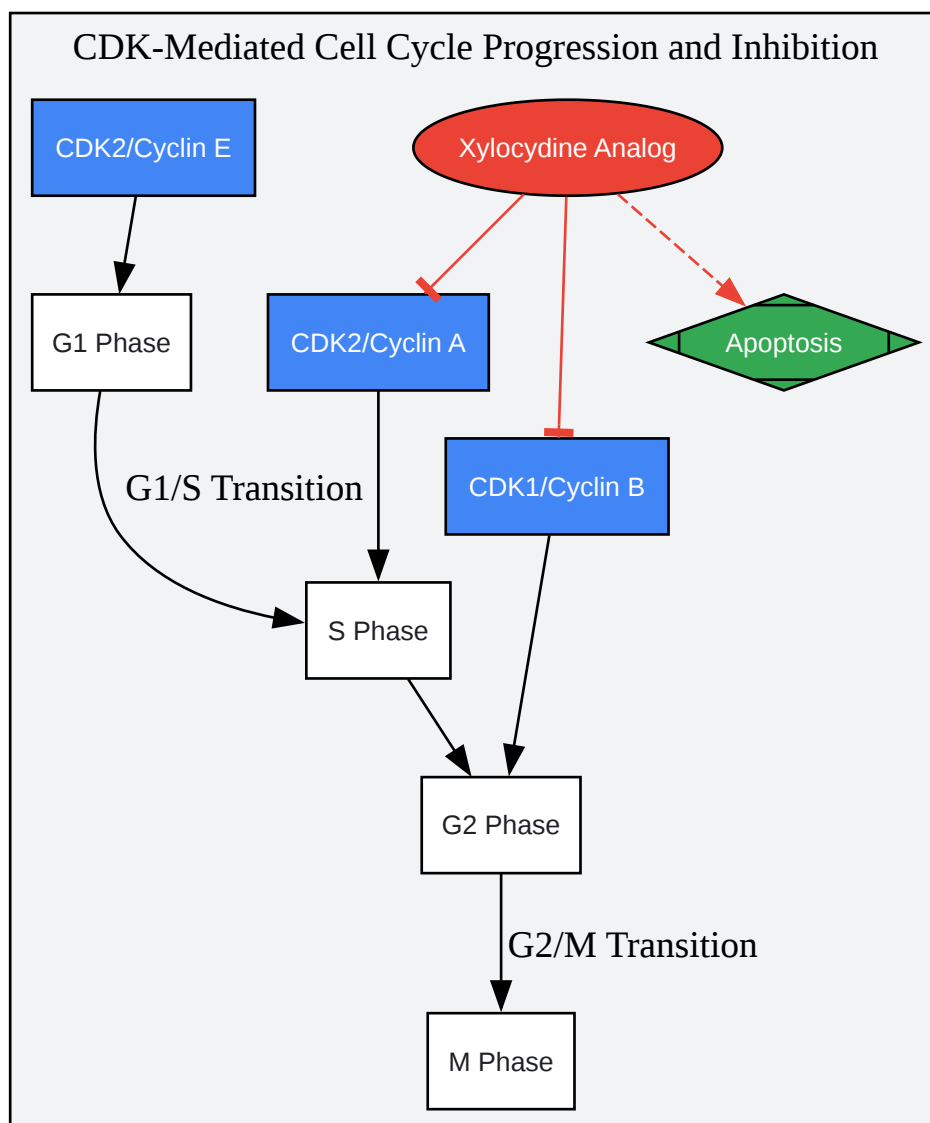 CDK-Mediated Cell Cycle Progression and Inhibition
CDK2/Cyclin E
Xylocydine Analog
G1 Phase
CDK2/Cyclin A
Apoptosis
G1/S Transition
CDK1/Cyclin B
S Phase
G2 Phase
G2/M Transition
M Phase